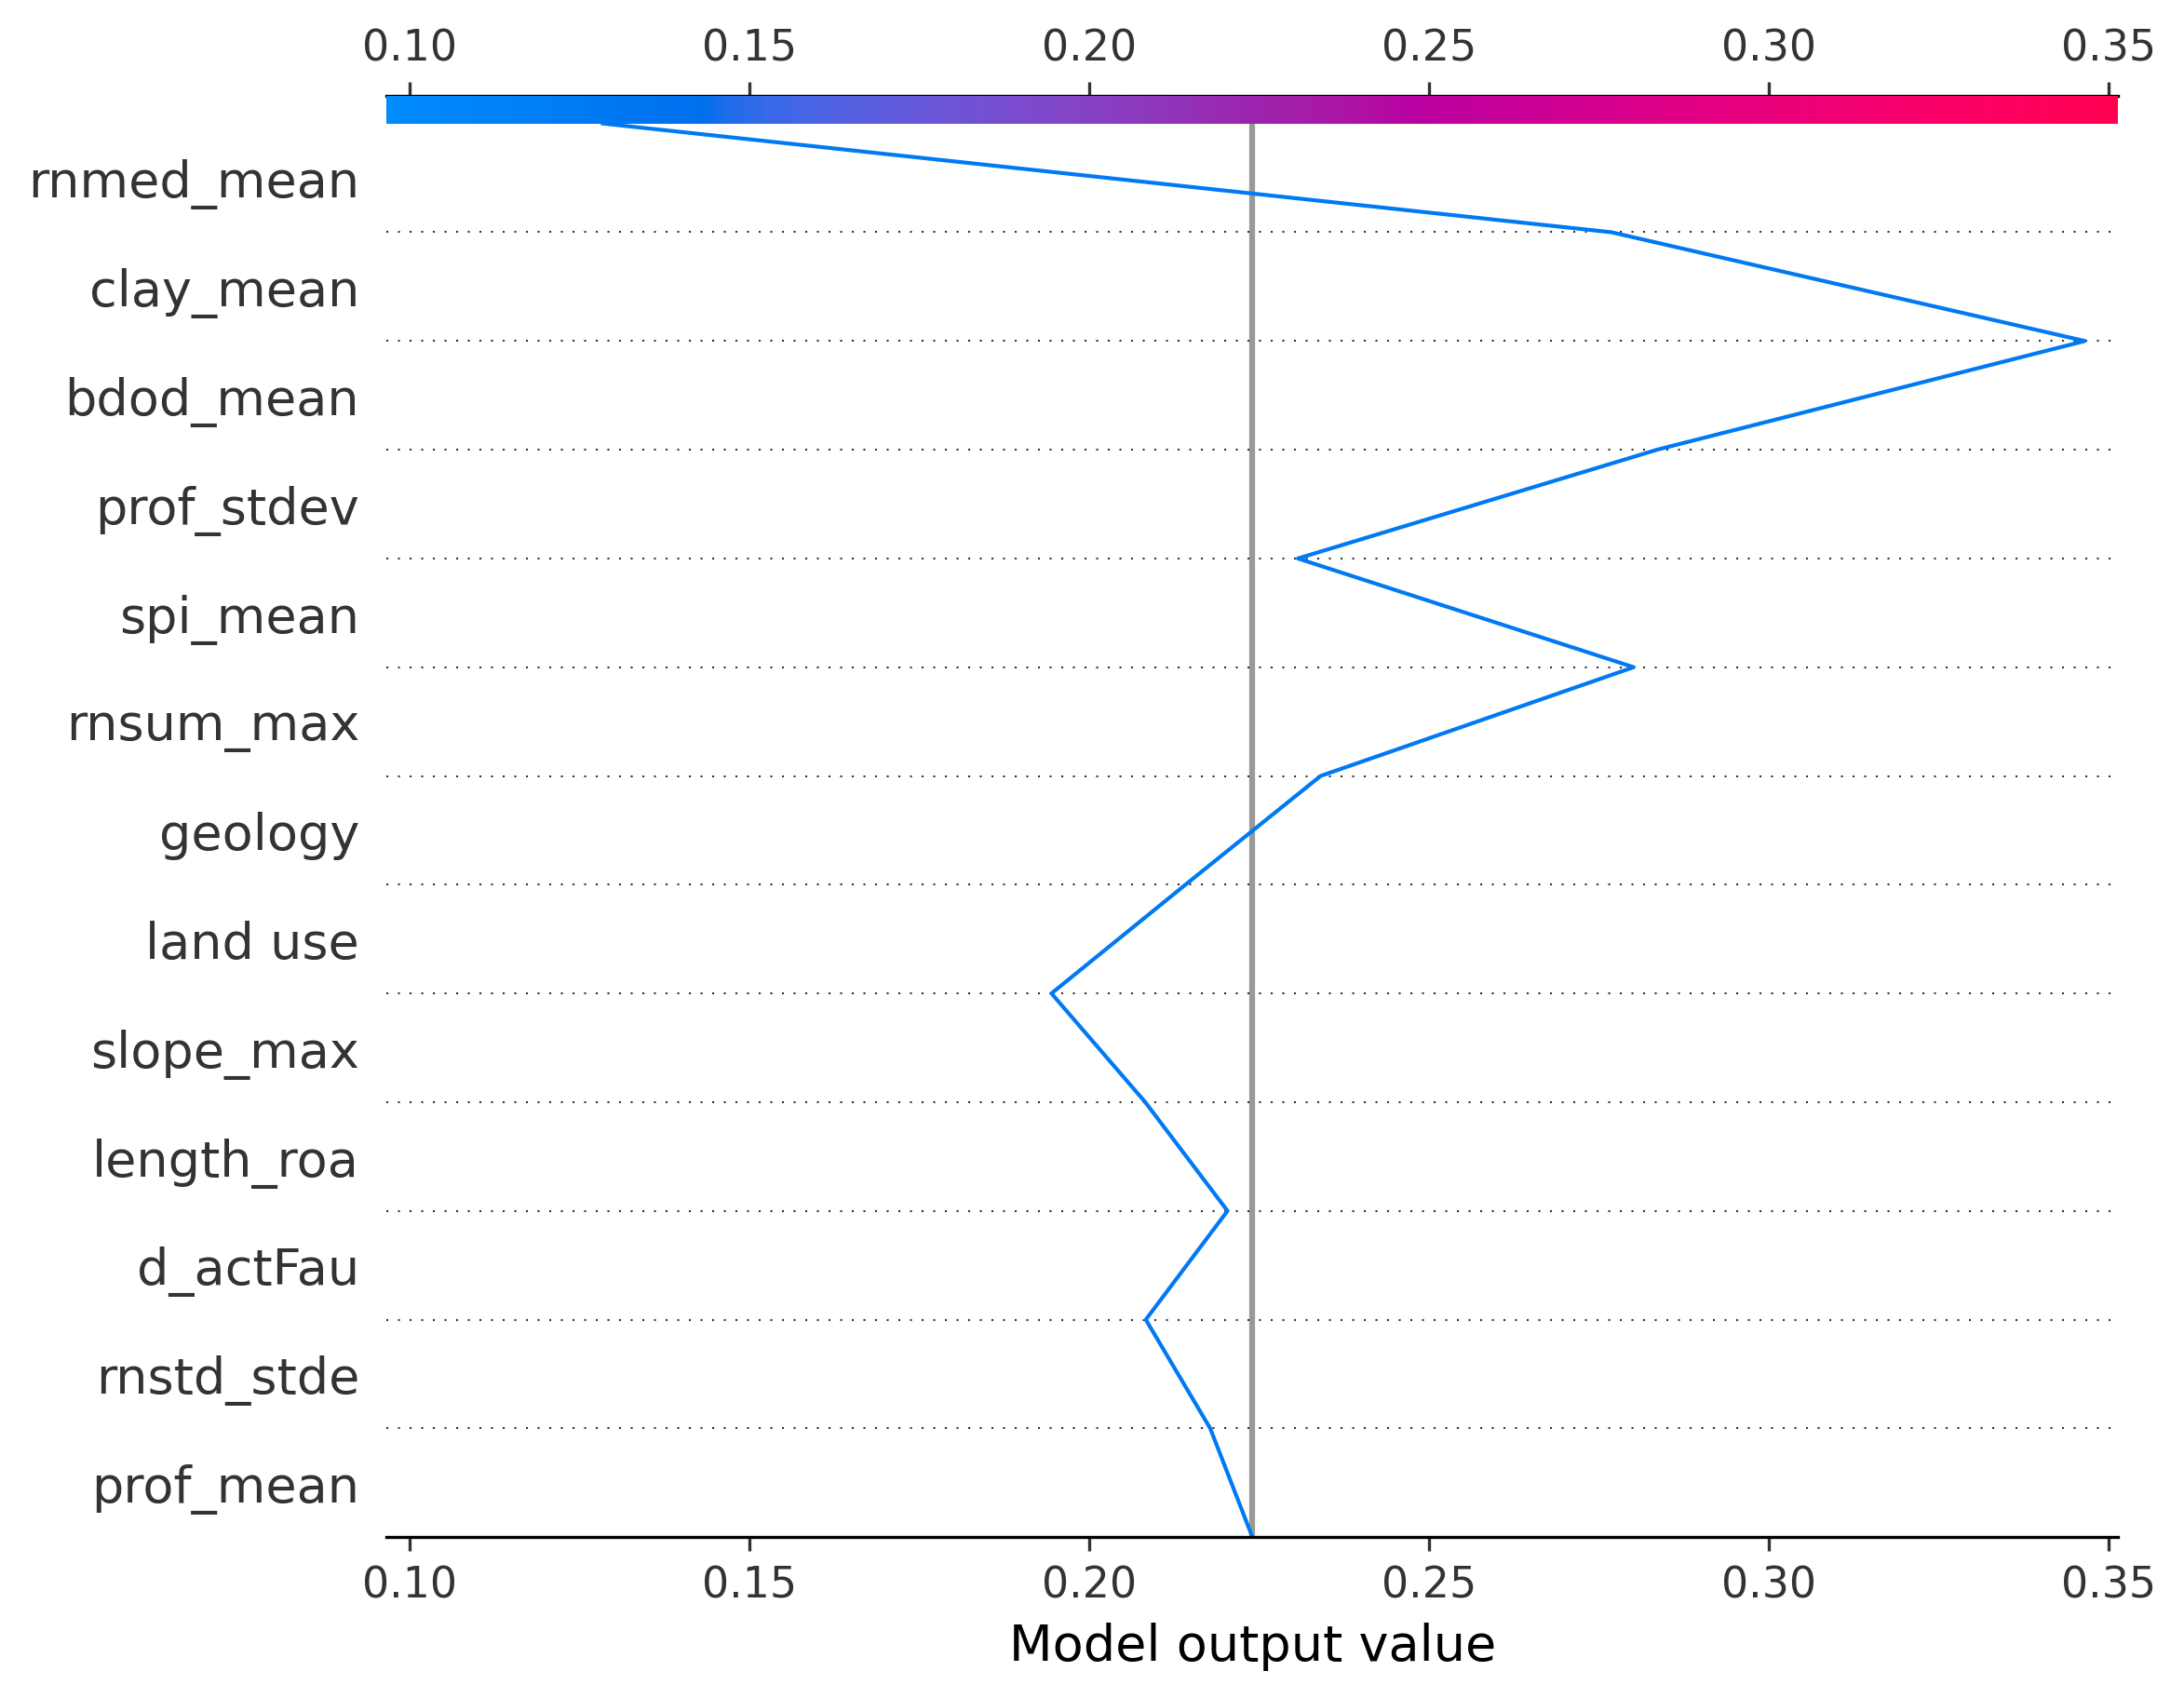 0.10 0.15 0.20 0.25 0.30 0.35
rnmed_mean
clay_mean
bdod_mean
prof_stdev
spi_mean
rnsum_max
geology
land use
slope_max
length_roa
d_actFau
rnstd_stde
prof_mean
0.10 0.15 0.20 0.25 0.30 0.35
Model output value